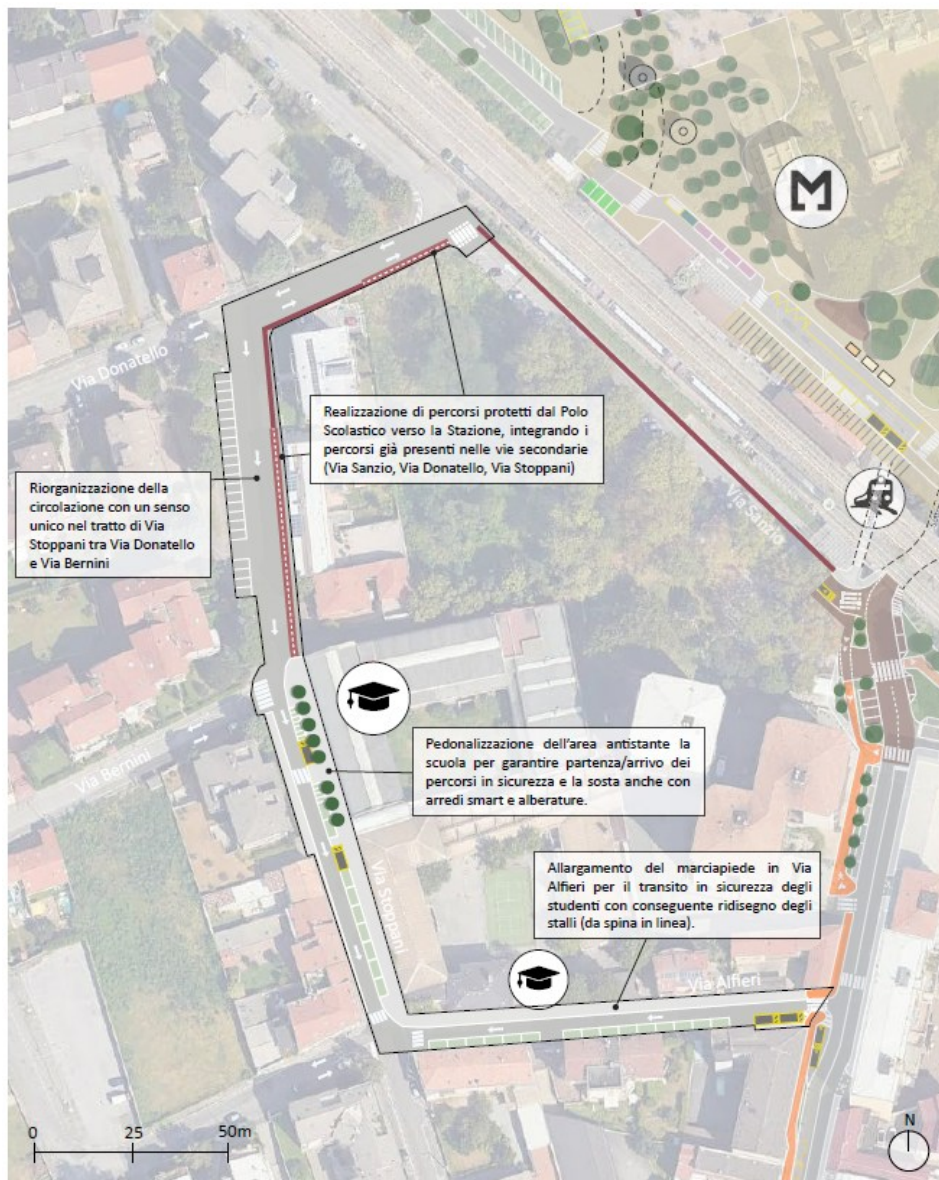 M
Via Donatello
Realizzazione di percorsi protetti dal Polo
Scolastico verso la Stazione, integrando i
percorsi già presenti nelle vie secondarie
(Via Sanzio, Via Donatello, Via Stoppani)
Riorganizzazione della
circolazione con un senso
unico nel tratto di Via
Stoppani tra Via Donatello
e Via Bernini
Via Sanzio
Pedonalizzazione dell'area antistante la
scuola per garantire partenza/arrivo dei
percorsi in sicurezza e la sosta anche con
arredi smart e alberature.
Via Bernini
Allargamento del marciapiede in Via
Alfieri per il transito in sicurezza degli
studenti con conseguente ridisegno degli
stalli (da spina in linea).
Via Stoppani
Via Alfieri
0 25 50m
N